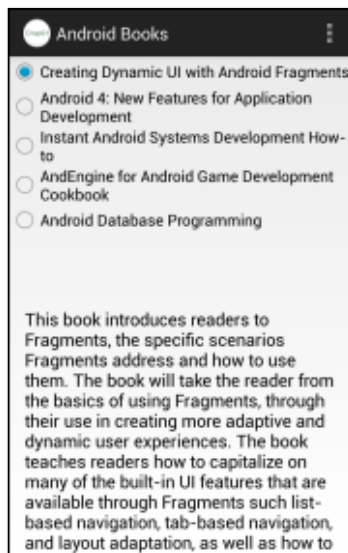 Android Books
Creating Dynamic UI with Android Fragments
Android 4: New Features for Application
Development
Instant Android Systems Development How-
to
AndEngine for Android Game Development
Cookbook
Android Database Programming
This book introduces readers to
Fragments, the specific scenarios
Fragments address and how to use
them. The book will take the reader from
the basics of using Fragments, through
their use in creating more adaptive and
dynamic user experiences. The book
teaches readers how to capitalize on
many of the built-in UI features that are
available through Fragments such list-
based navigation, tab-based navigation,
and layout adaptation, as well as how to